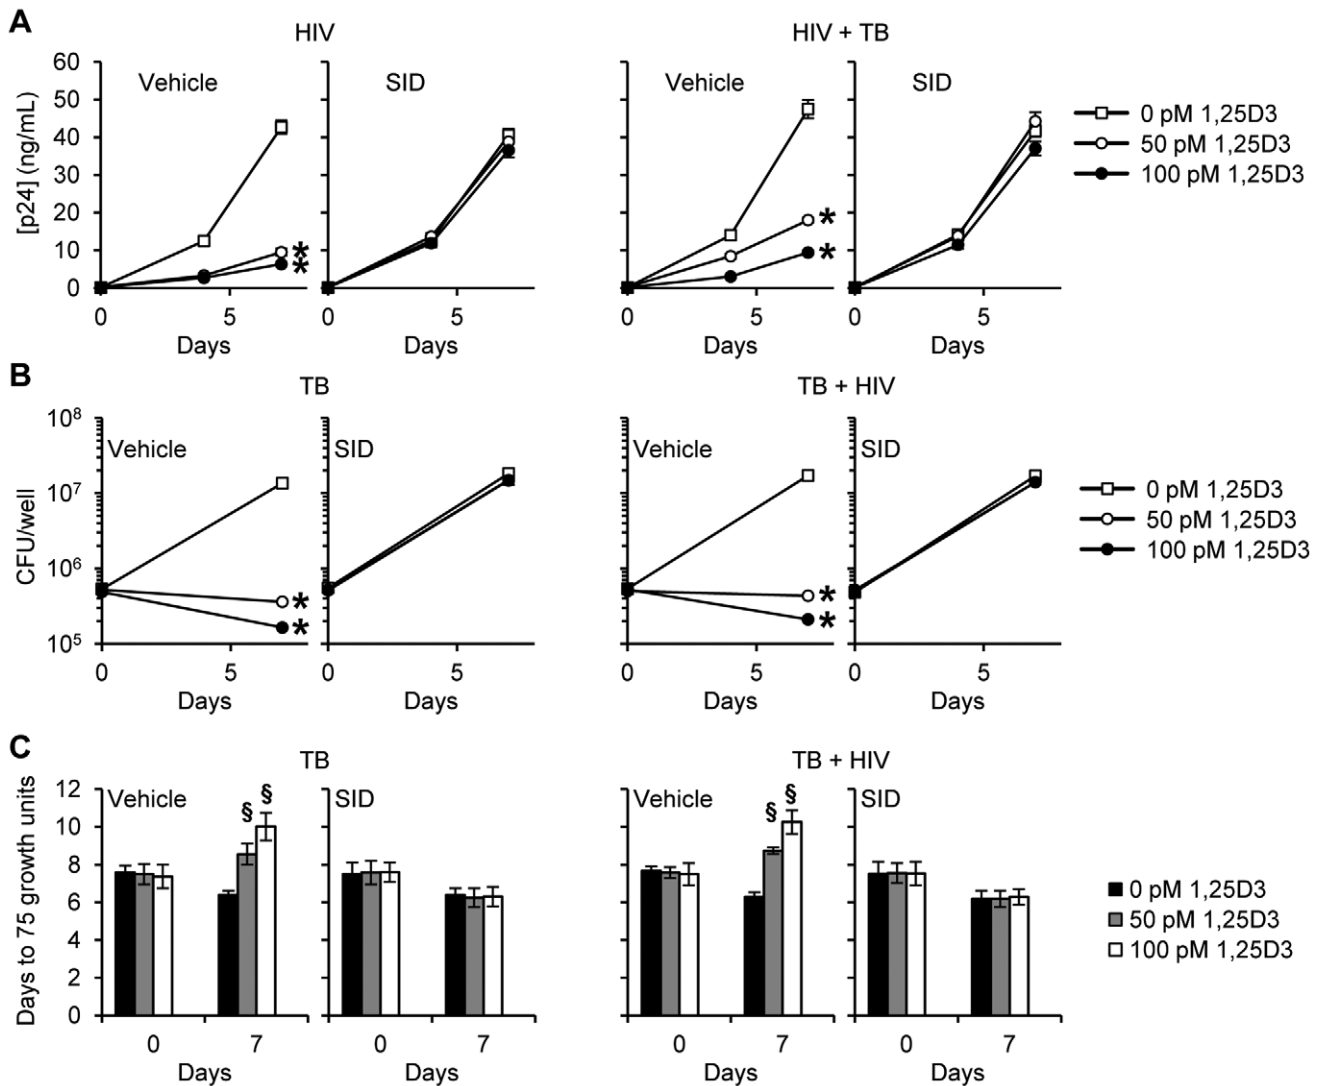 A
HIV
HIV + TB
[p24] (ng/mL)
60
50
40
30
20
10
0
Vehicle
SID
Vehicle
SID
*
*
*
*
0 pM 1,25D3
50 pM 1,25D3
100 pM 1,25D3
0 5 0 5 0 5 0 5
Days Days Days Days
B
TB
TB + HIV
CFU/well
10⁸
10⁷
10⁶
10⁵
Vehicle
SID
Vehicle
SID
*
*
*
*
0 pM 1,25D3
50 pM 1,25D3
100 pM 1,25D3
0 5 0 5 0 5 0 5
Days Days Days Days
C
TB
TB + HIV
Days to 75 growth units
12
10
8
6
4
2
0
Vehicle
SID
Vehicle
SID
§ §
§ §
0 pM 1,25D3
50 pM 1,25D3
100 pM 1,25D3
0 7 0 7 0 7 0 7
Days Days Days Days